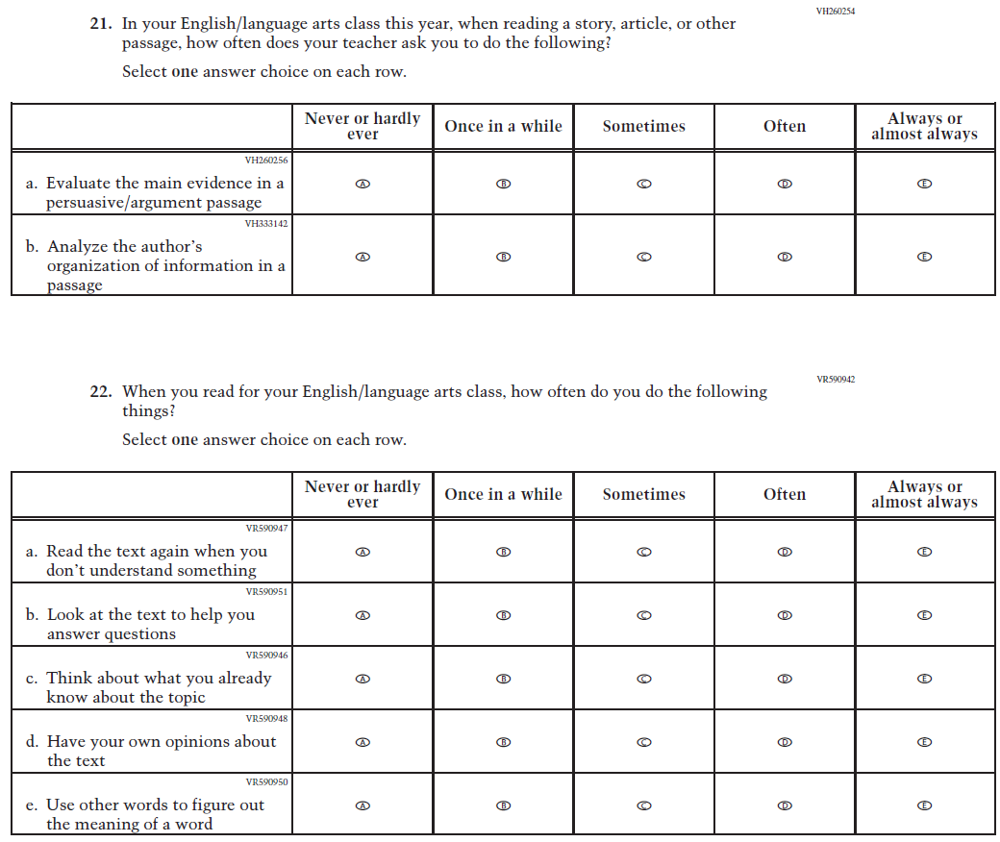 VH260254
21. In your English/language arts class this year, when reading a story, article, or other
passage, how often does your teacher ask you to do the following?
Select one answer choice on each row.
Never or hardly ever Once in a while Sometimes Often Always or almost always
VH260256
a. Evaluate the main evidence in a
persuasive/argument passage
A B C D E
VH333142
b. Analyze the author's
organization of information in a
passage
A B C D E
VR590942
22. When you read for your English/language arts class, how often do you do the following
things?
Select one answer choice on each row.
Never or hardly ever Once in a while Sometimes Often Always or almost always
VR590947
a. Read the text again when you
don't understand something
A B C D E
VR590951
b. Look at the text to help you
answer questions
A B C D E
VR590946
c. Think about what you already
know about the topic
A B C D E
VR590948
d. Have your own opinions about
the text
A B C D E
VR590950
e. Use other words to figure out
the meaning of a word
A B C D E